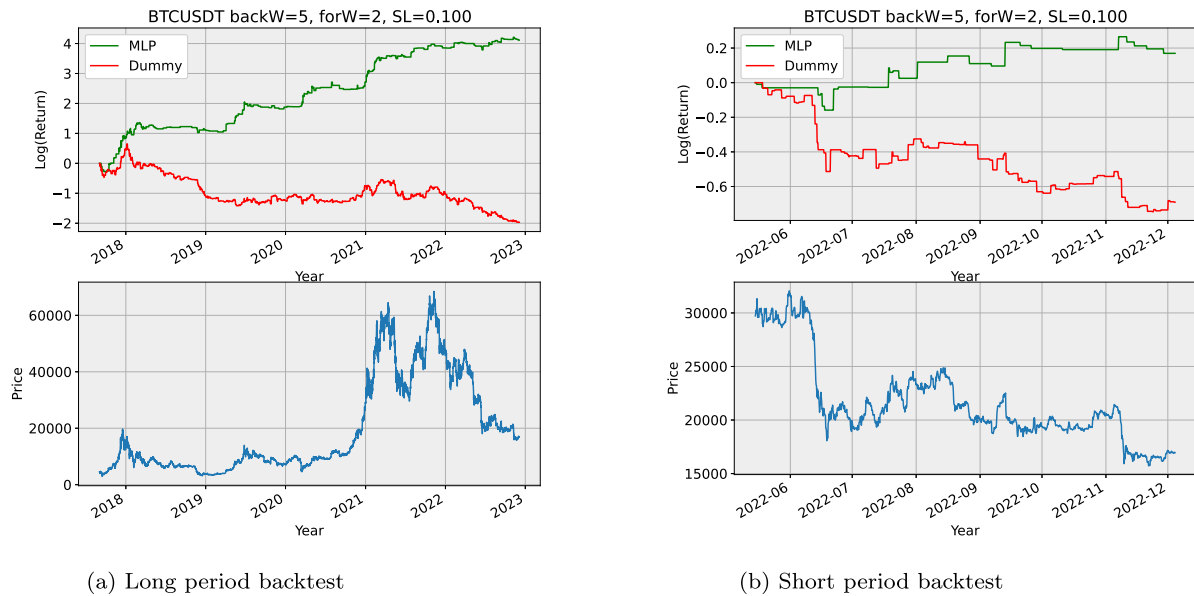 BTCUSDT backW=5, forW=2, SL=0.100
MLP
Dummy
Log(Return)
4
3
2
1
0
−1
−2
2018
2019
2020
2021
2022
2023
Year
Price
60000
40000
20000
0
2018
2019
2020
2021
2022
2023
Year
(a) Long period backtest
BTCUSDT backW=5, forW=2, SL=0.100
MLP
Dummy
Log(Return)
0.2
0.0
−0.2
−0.4
−0.6
2022-06
2022-07
2022-08
2022-09
2022-10
2022-11
2022-12
Year
Price
30000
25000
20000
15000
2022-06
2022-07
2022-08
2022-09
2022-10
2022-11
2022-12
Year
(b) Short period backtest